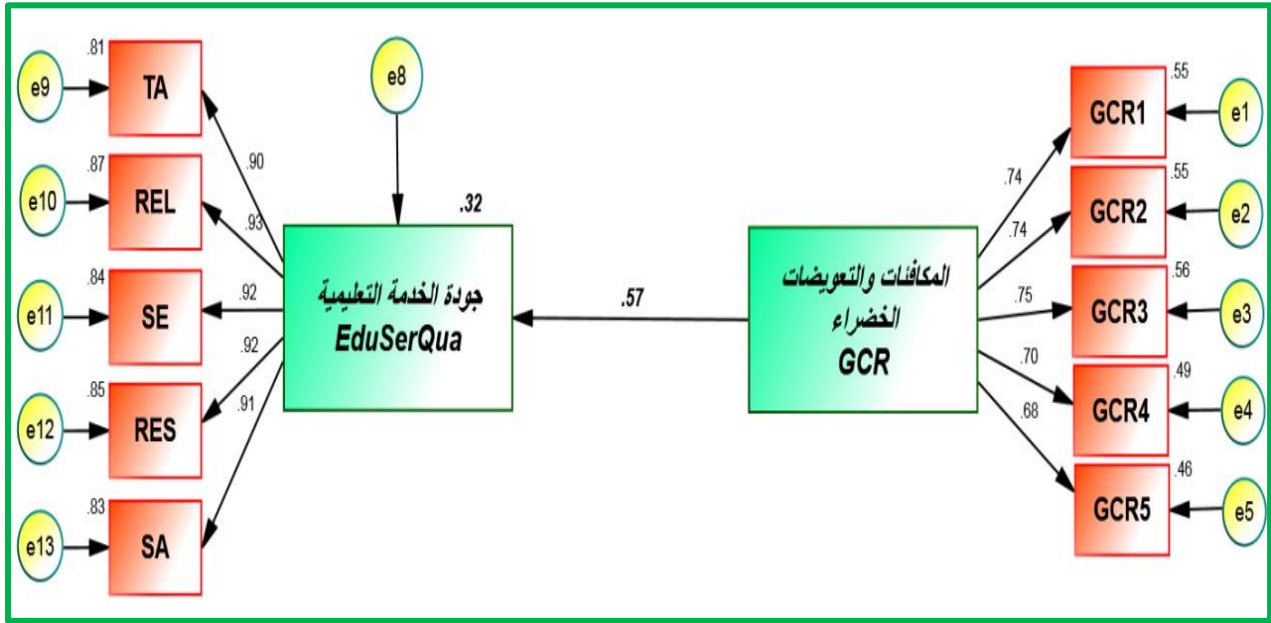 .81
e9
TA
.90
.87
e10
REL
.93
.84
e11
SE
.92
.85
e12
RES
.92
.83
e13
SA
.91
e8
.32
جودة الخدمة التعليمية
EduSerQua
.57
المكافئات والتعويضات
الخضراء
GCR
.74
GCR1
.55
e1
.74
GCR2
.55
e2
.75
GCR3
.56
e3
.70
GCR4
.49
e4
.68
GCR5
.46
e5